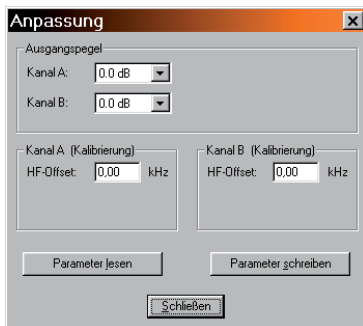 Anpassung
Ausgangspegel
Kanal A: 0.0 dB
Kanal B: 0.0 dB
Kanal A (Kalibrierung)
HF-Offset: 0,00 kHz
Kanal B (Kalibrierung)
HF-Offset: 0,00 kHz
Parameter lesen
Parameter schreiben
Schließen